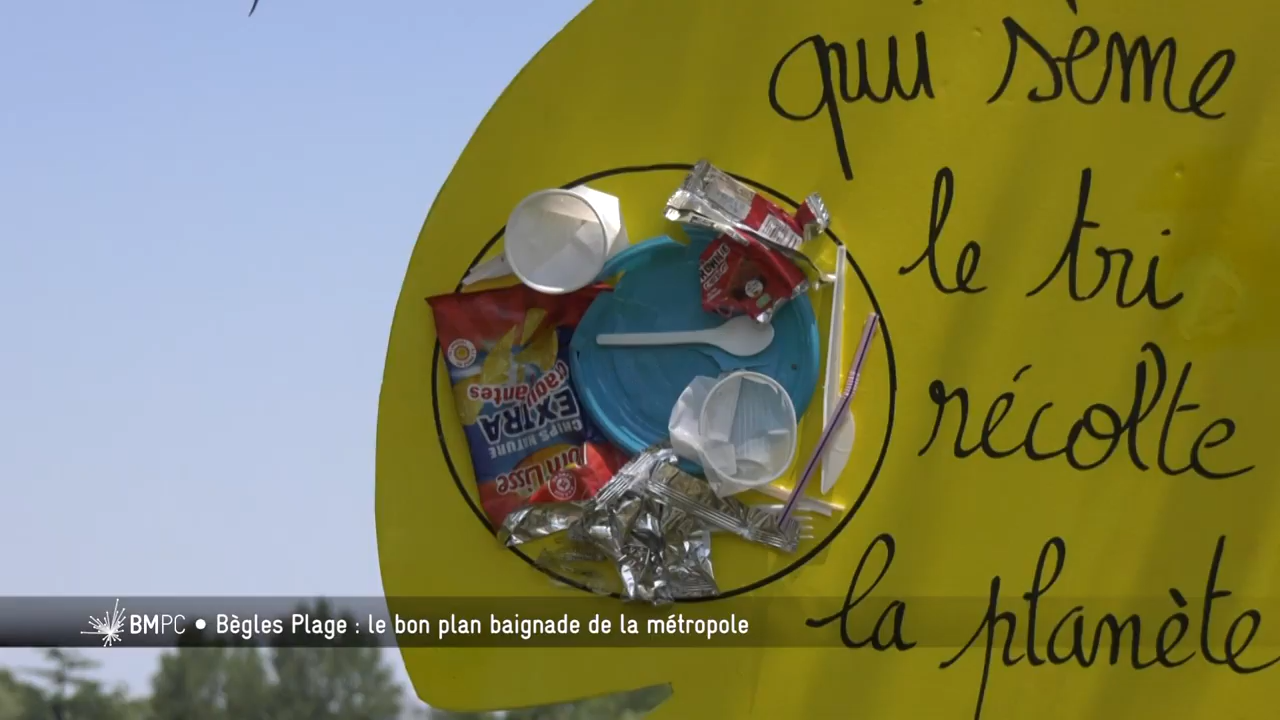 qui sème
le tri
récolte
la planète
craquantes
EXTRA
CHIPS NATURE
BMPC • Bègles Plage : le bon plan baignade de la métropole